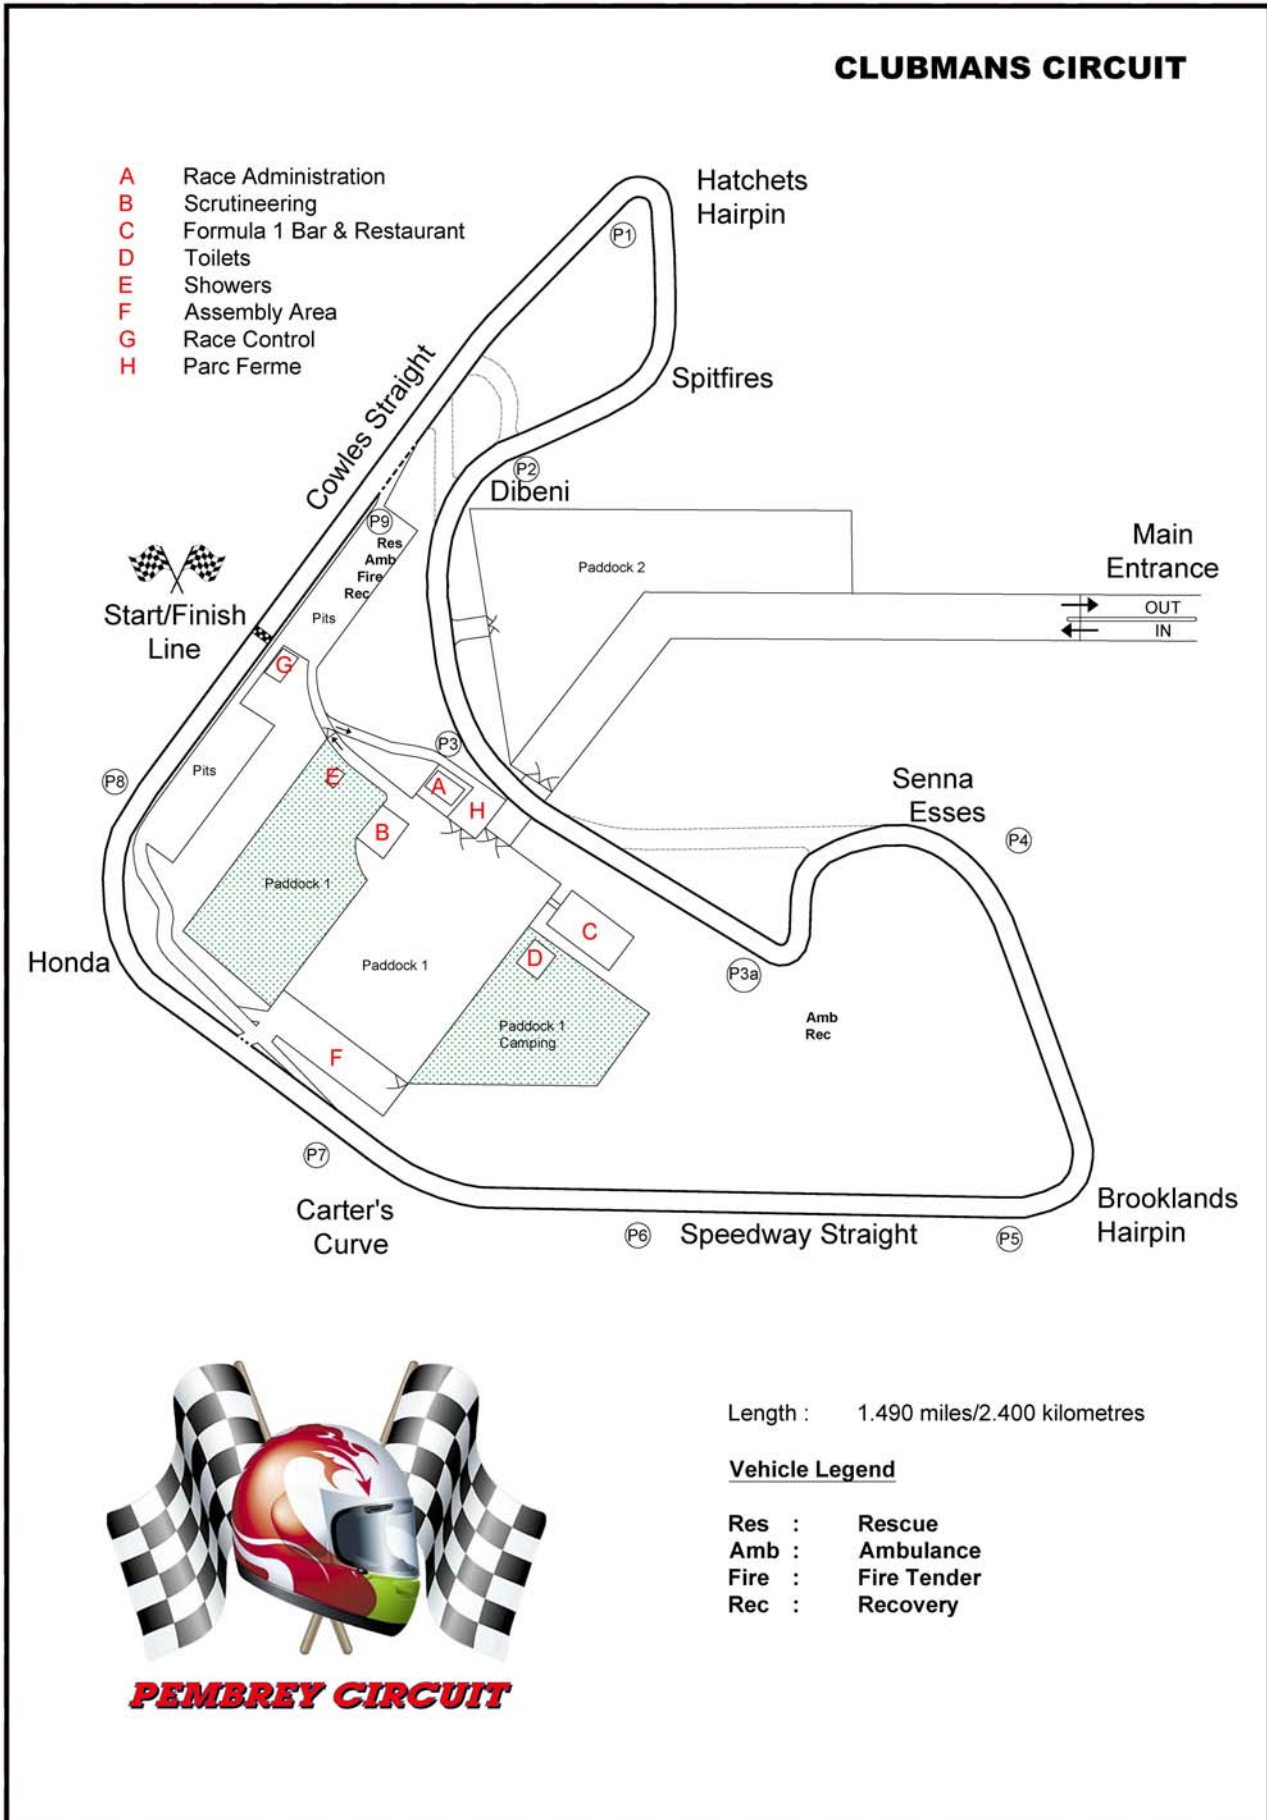 CLUBMANS CIRCUIT
A Race Administration
B Scrutineering
C Formula 1 Bar & Restaurant
D Toilets
E Showers
F Assembly Area
G Race Control
H Parc Ferme
Hatchets
Hairpin
P1
Spitfires
Cowles Straight
P2
Dibeni
P9
Res
Amb
Fire
Rec
Pits
Paddock 2
Main
Entrance
OUT
IN
Start/Finish
Line
G
P3
P8
Pits
E
A
H
B
Senna
Esses
P4
Paddock 1
C
Honda
Paddock 1
D
P3a
Paddock 1
Camping
Amb
Rec
F
P7
Carter's
Curve
P6
Speedway Straight
P5
Brooklands
Hairpin
Length : 1.490 miles/2.400 kilometres
Vehicle Legend
Res : Rescue
Amb : Ambulance
Fire : Fire Tender
Rec : Recovery
PEMBREY CIRCUIT